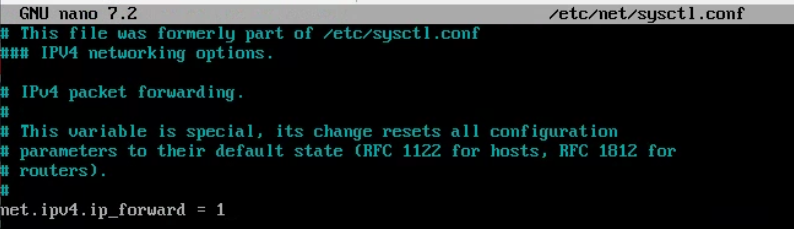 GNU nano 7.2 /etc/net/sysctl.conf
# This file was formerly part of /etc/sysctl.conf
### IPV4 networking options.
# IPv4 packet forwarding.
#
# This variable is special, its change resets all configuration
# parameters to their default state (RFC 1122 for hosts, RFC 1812 for
# routers).
#
net.ipv4.ip_forward = 1